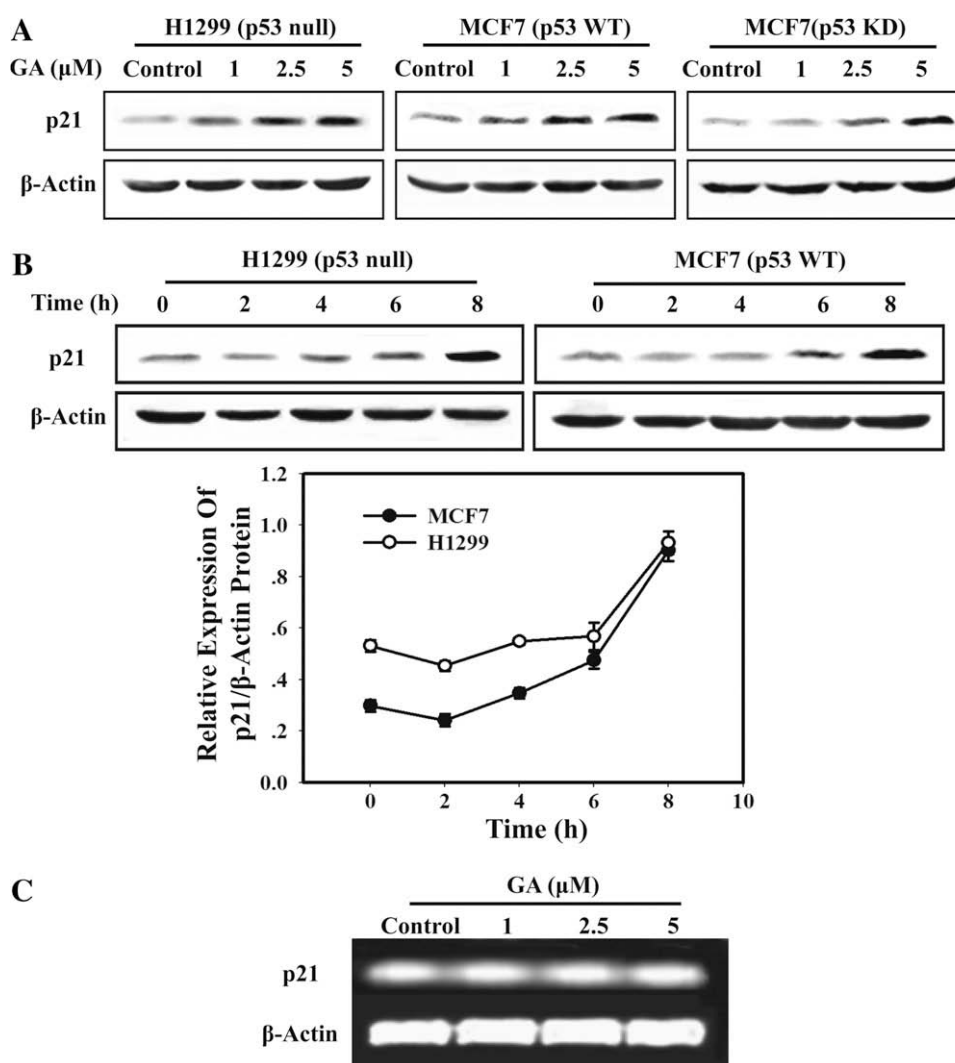 A
H1299 (p53 null) MCF7 (p53 WT) MCF7(p53 KD)
GA (μM) Control 1 2.5 5 Control 1 2.5 5 Control 1 2.5 5
p21
β-Actin
B
H1299 (p53 null) MCF7 (p53 WT)
Time (h) 0 2 4 6 8 0 2 4 6 8
p21
β-Actin
Relative Expression Of
p21/β-Actin Protein
1.2
1.0
.8
.6
.4
.2
0.0
MCF7
H1299
0 2 4 6 8 10
Time (h)
C
GA (μM)
Control 1 2.5 5
p21
β-Actin